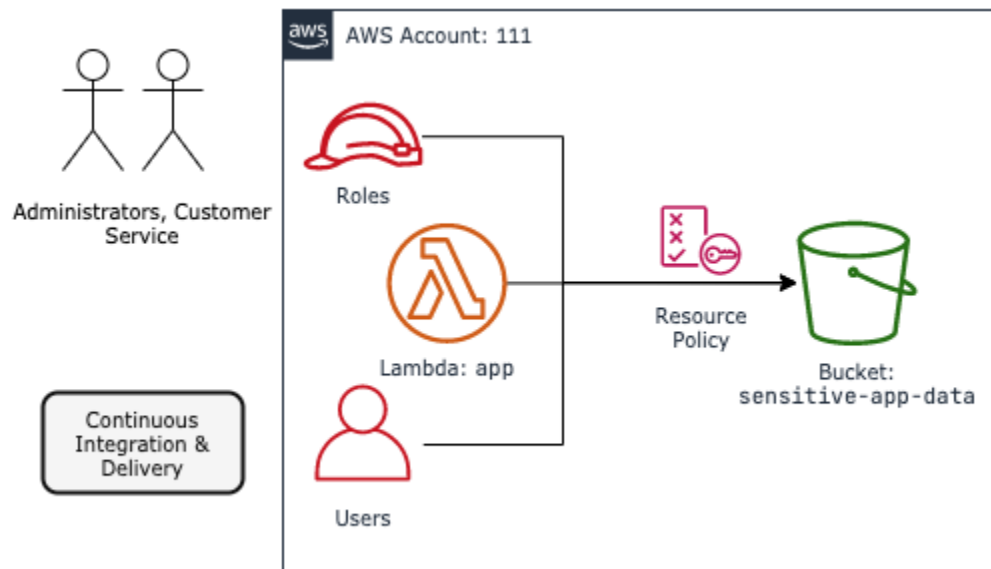 aws
AWS Account: 111
Roles
Administrators, Customer
Service
Resource
Policy
Lambda: app
Bucket:
sensitive-app-data
Continuous
Integration &
Delivery
Users